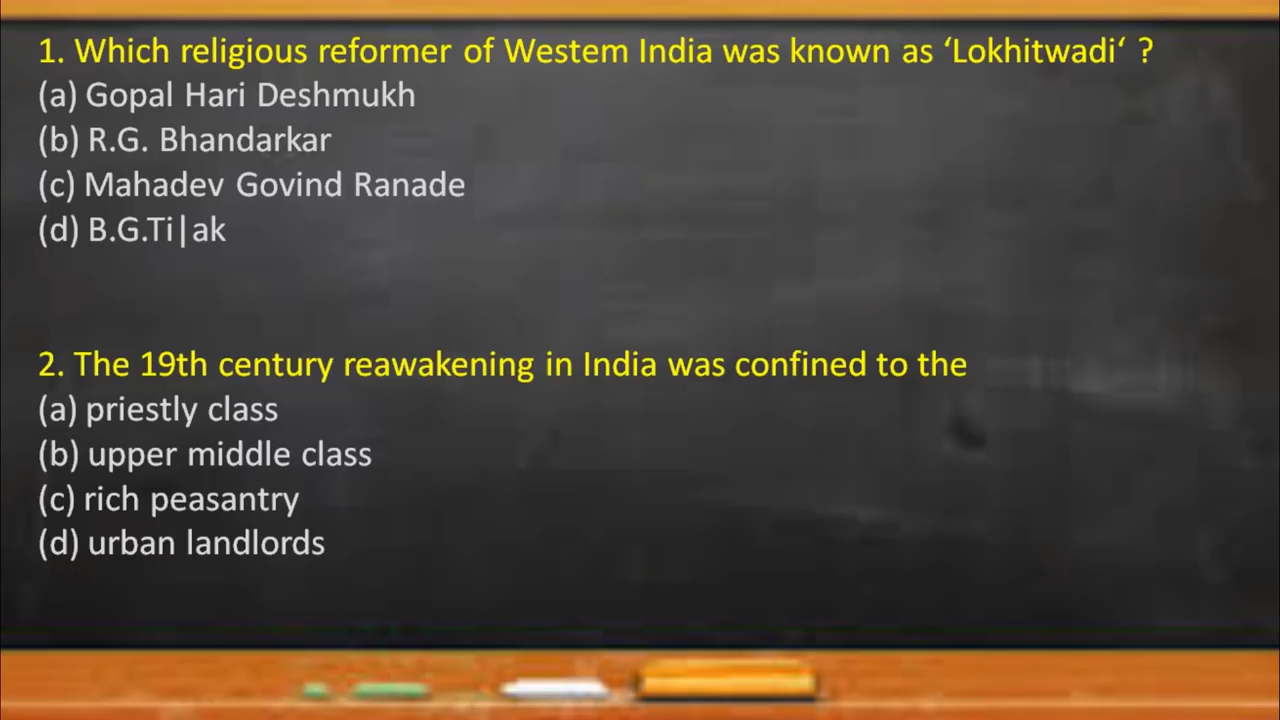 1. Which religious reformer of Westem India was known as ‘Lokhitwadi‘ ?
(a) Gopal Hari Deshmukh
(b) R.G. Bhandarkar
(c) Mahadev Govind Ranade
(d) B.G.Ti|ak
2. The 19th century reawakening in India was confined to the
(a) priestly class
(b) upper middle class
(c) rich peasantry
(d) urban landlords